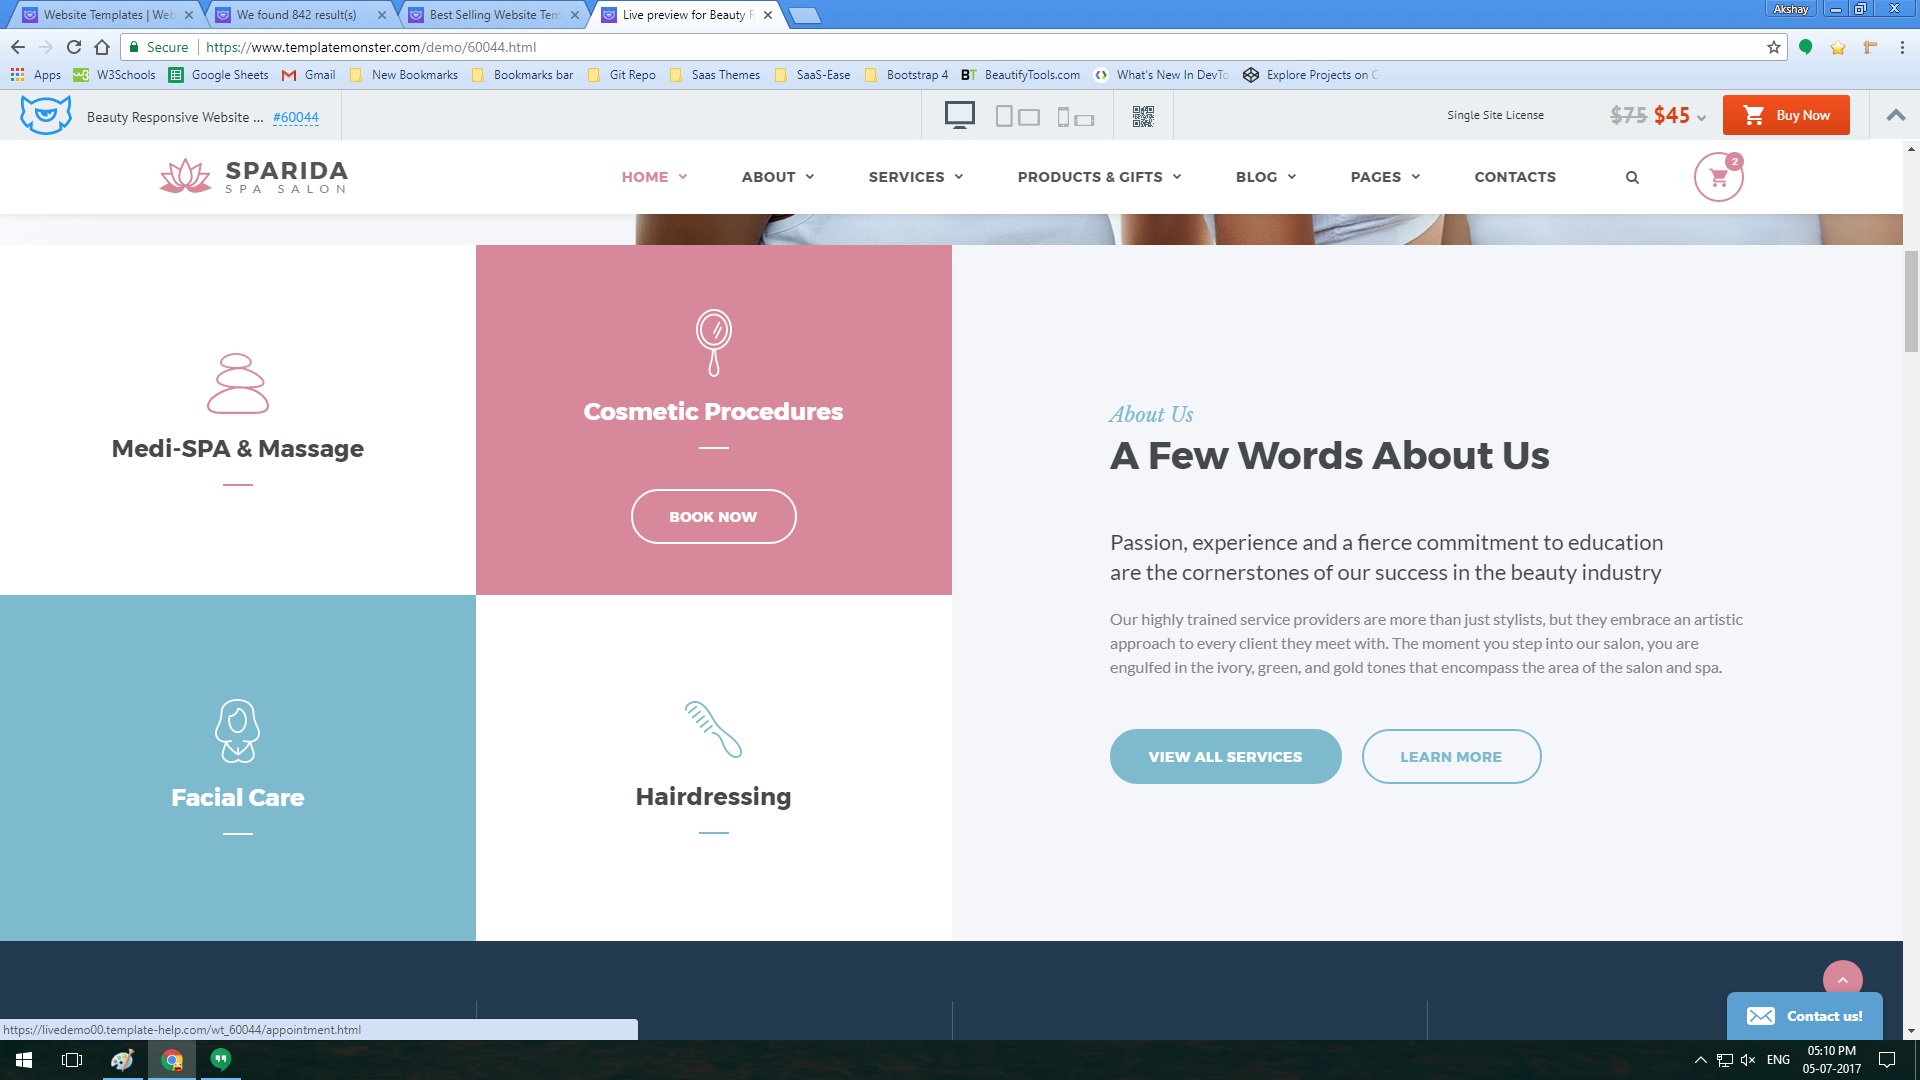 Website Templates | Web
We found 842 result(s)
Best Selling Website Tem
Live preview for Beauty R
Akshay
Secure
https://www.templatemonster.com/demo/60044.html
Apps
W3Schools
Google Sheets
Gmail
New Bookmarks
Bookmarks bar
Git Repo
Saas Themes
SaaS-Ease
Bootstrap 4
BT
BeautifyTools.com
What's New In DevTo
Explore Projects on C
Beauty Responsive Website ...
#60044
Single Site License
$75 $45
Buy Now
SPARIDA
SPA SALON
HOME
ABOUT
SERVICES
PRODUCTS & GIFTS
BLOG
PAGES
CONTACTS
2
Medi-SPA & Massage
Cosmetic Procedures
BOOK NOW
Facial Care
Hairdressing
About Us
A Few Words About Us
Passion, experience and a fierce commitment to education
are the cornerstones of our success in the beauty industry
Our highly trained service providers are more than just stylists, but they embrace an artistic
approach to every client they meet with. The moment you step into our salon, you are
engulfed in the ivory, green, and gold tones that encompass the area of the salon and spa.
VIEW ALL SERVICES
LEARN MORE
Contact us!
https://livedemo00.template-help.com/wt_60044/appointment.html
ENG
05:10 PM
05-07-2017